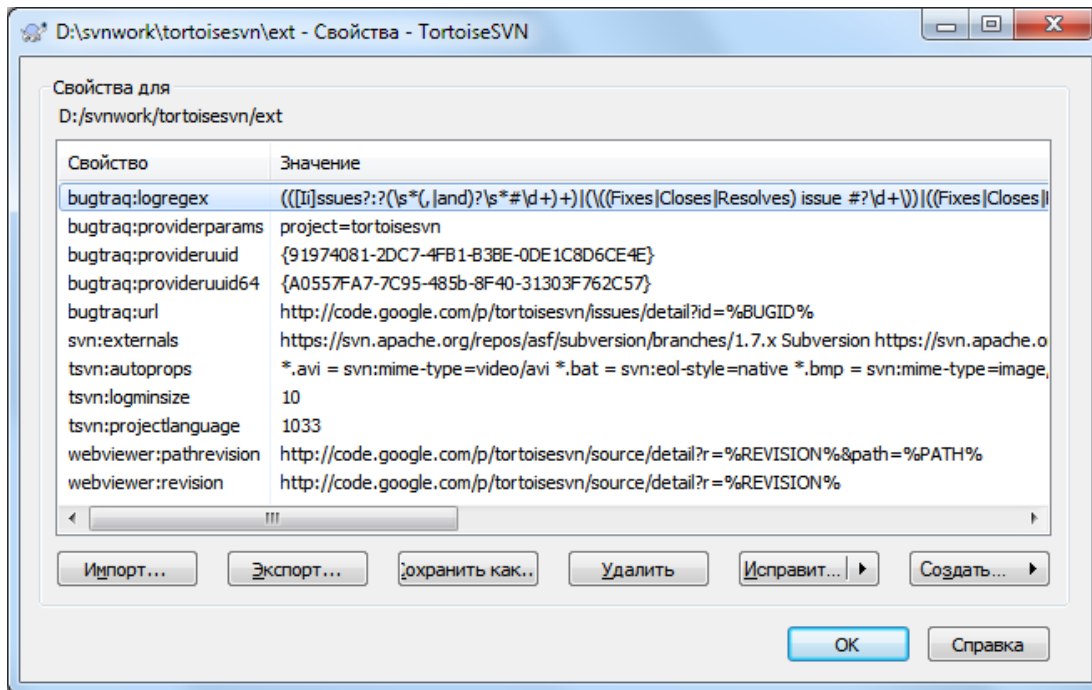 D:\svnwork\tortoisesvn\ext - Свойства - TortoiseSVN
Свойства для
D:/svnwork/tortoisesvn/ext
Свойство Значение
bugtraq:logregex (([Ii]ssues?:?(\s*(,|and)?\s*#\d+)+)|(\((Fixes|Closes|Resolves) issue #?\d+\))|((Fixes|Closes|
bugtraq:providerparams project=tortoisesvn
bugtraq:provideruuid {91974081-2DC7-4FB1-B3BE-0DE1C8D6CE4E}
bugtraq:provideruuid64 {A0557FA7-7C95-485b-8F40-31303F762C57}
bugtraq:url http://code.google.com/p/tortoisesvn/issues/detail?id=%BUGID%
svn:externals https://svn.apache.org/repos/asf/subversion/branches/1.7.x Subversion https://svn.apache.o
tsvn:autoprops *.avi = svn:mime-type=video/avi *.bat = svn:eol-style=native *.bmp = svn:mime-type=image,
tsvn:logminsize 10
tsvn:projectlanguage 1033
webviewer:pathrevision http://code.google.com/p/tortoisesvn/source/detail?r=%REVISION%&path=%PATH%
webviewer:revision http://code.google.com/p/tortoisesvn/source/detail?r=%REVISION%
Импорт... Экспорт... Сохранить как.. Удалить Исправит... Создать...
OK Справка